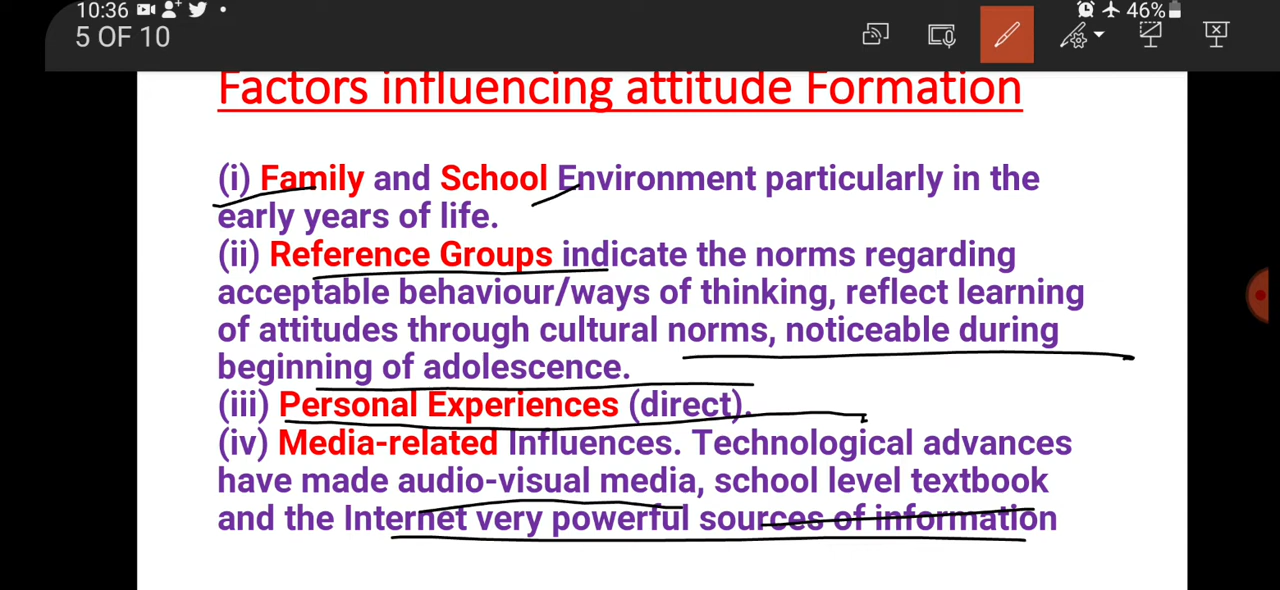 10:36
46%
5 OF 10
Factors influencing attitude Formation
(i) Family and School Environment particularly in the
early years of life.
(ii) Reference Groups indicate the norms regarding
acceptable behaviour/ways of thinking, reflect learning
of attitudes through cultural norms, noticeable during
beginning of adolescence.
(iii) Personal Experiences (direct).
(iv) Media-related Influences. Technological advances
have made audio-visual media, school level textbook
and the Internet very powerful sources of information